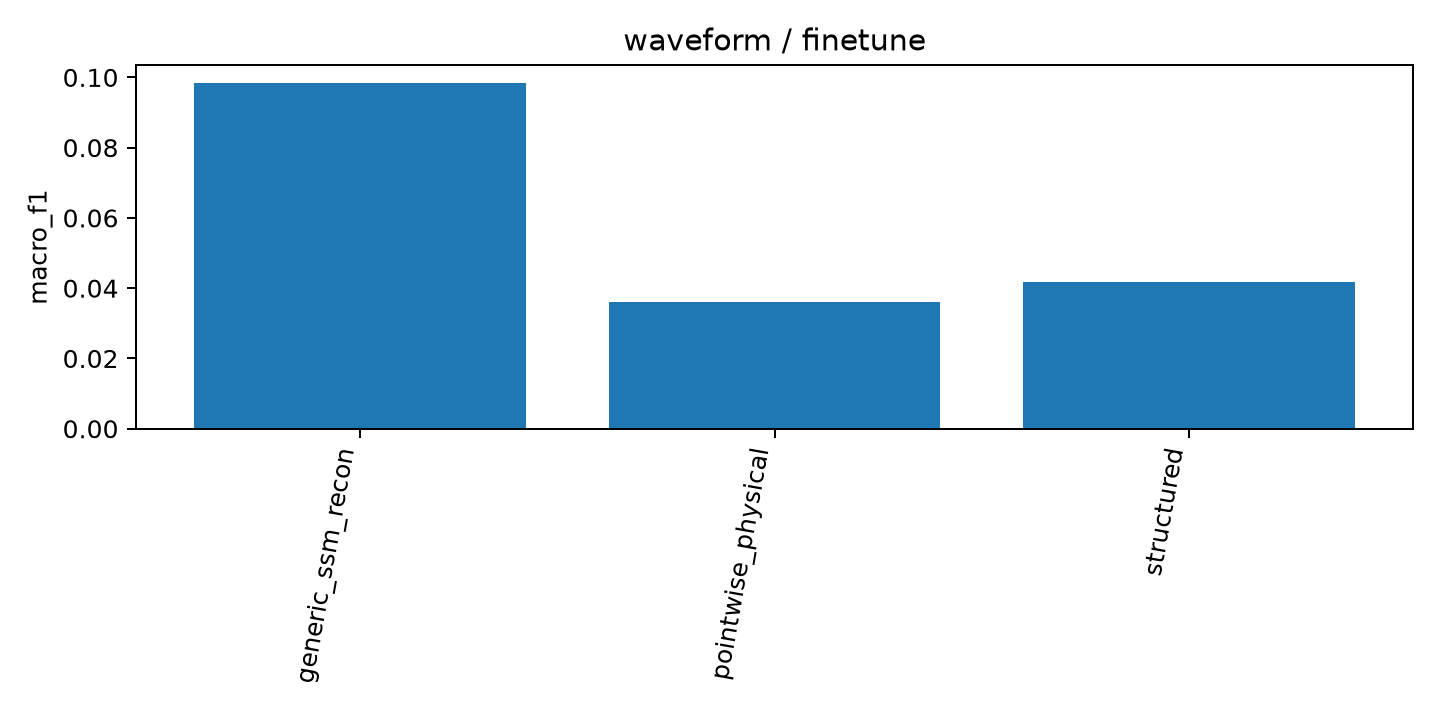 waveform / finetune
macro_f1
0.10
0.08
0.06
0.04
0.02
0.00
generic_ssm_recon
pointwise_physical
structured